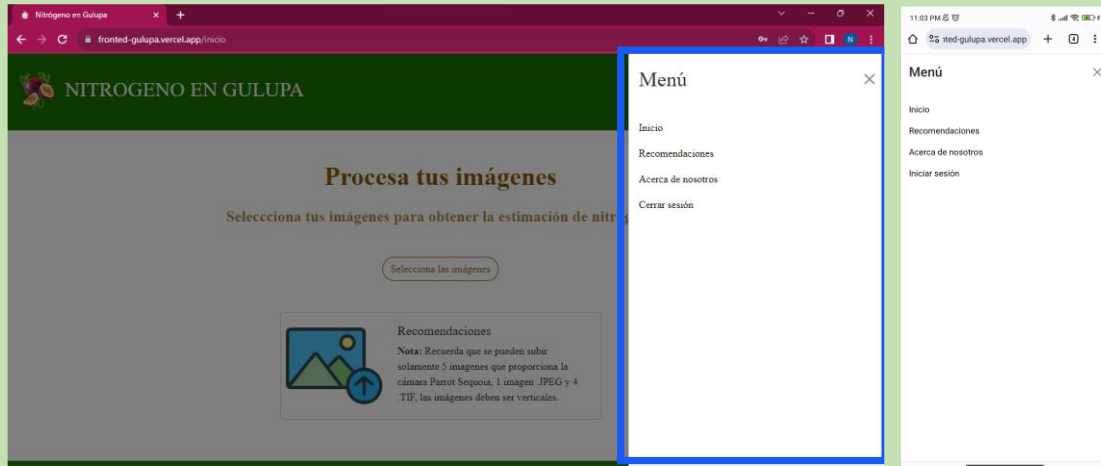 Nitrógeno en Gulupa
fronted-gulupa.vercel.app/inicio
NITROGENO EN GULUPA
Procesa tus imágenes
Seleccciona tus imágenes para obtener la estimación de
Selecciona las imágenes
Recomendaciones
Nota: Recuerda que se pueden subir
solamente 5 imagenes que proporciona la
cámara Parrot Sequoia, 1 imagen .JPEG y 4
.TIF, las imágenes deben ser verticales.
Menú
Inicio
Recomendaciones
Acerca de nosotros
Cerrar sesión
N
11:03 PM
nted-gulupa.vercel.app
4
Menú
Inicio
Recomendaciones
Acerca de nosotros
Iniciar sesión